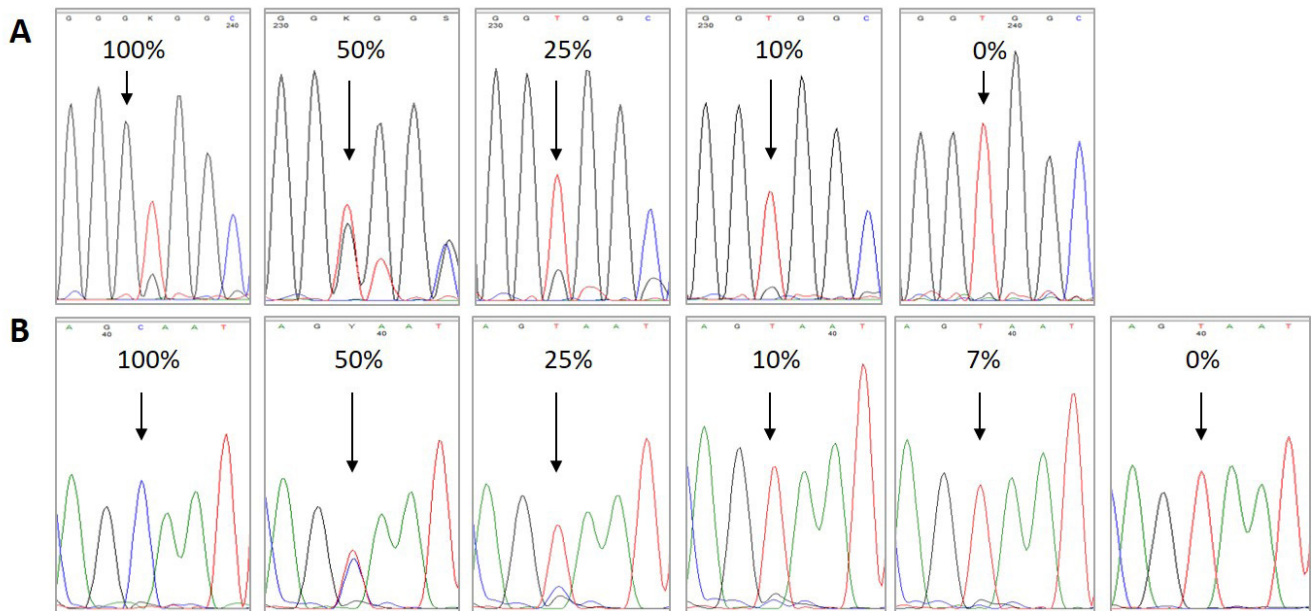 G G G K G G C G G K G G S G G T G G C G G T G G C G G T G G C
240 230 230 230 240
A 100% 50% 25% 10% 0%
A G C A A T A G Y A A T A G T A A T A G T A A T A G T A A T A G T A A T
40 40 40 40 40
B 100% 50% 25% 10% 7% 0%